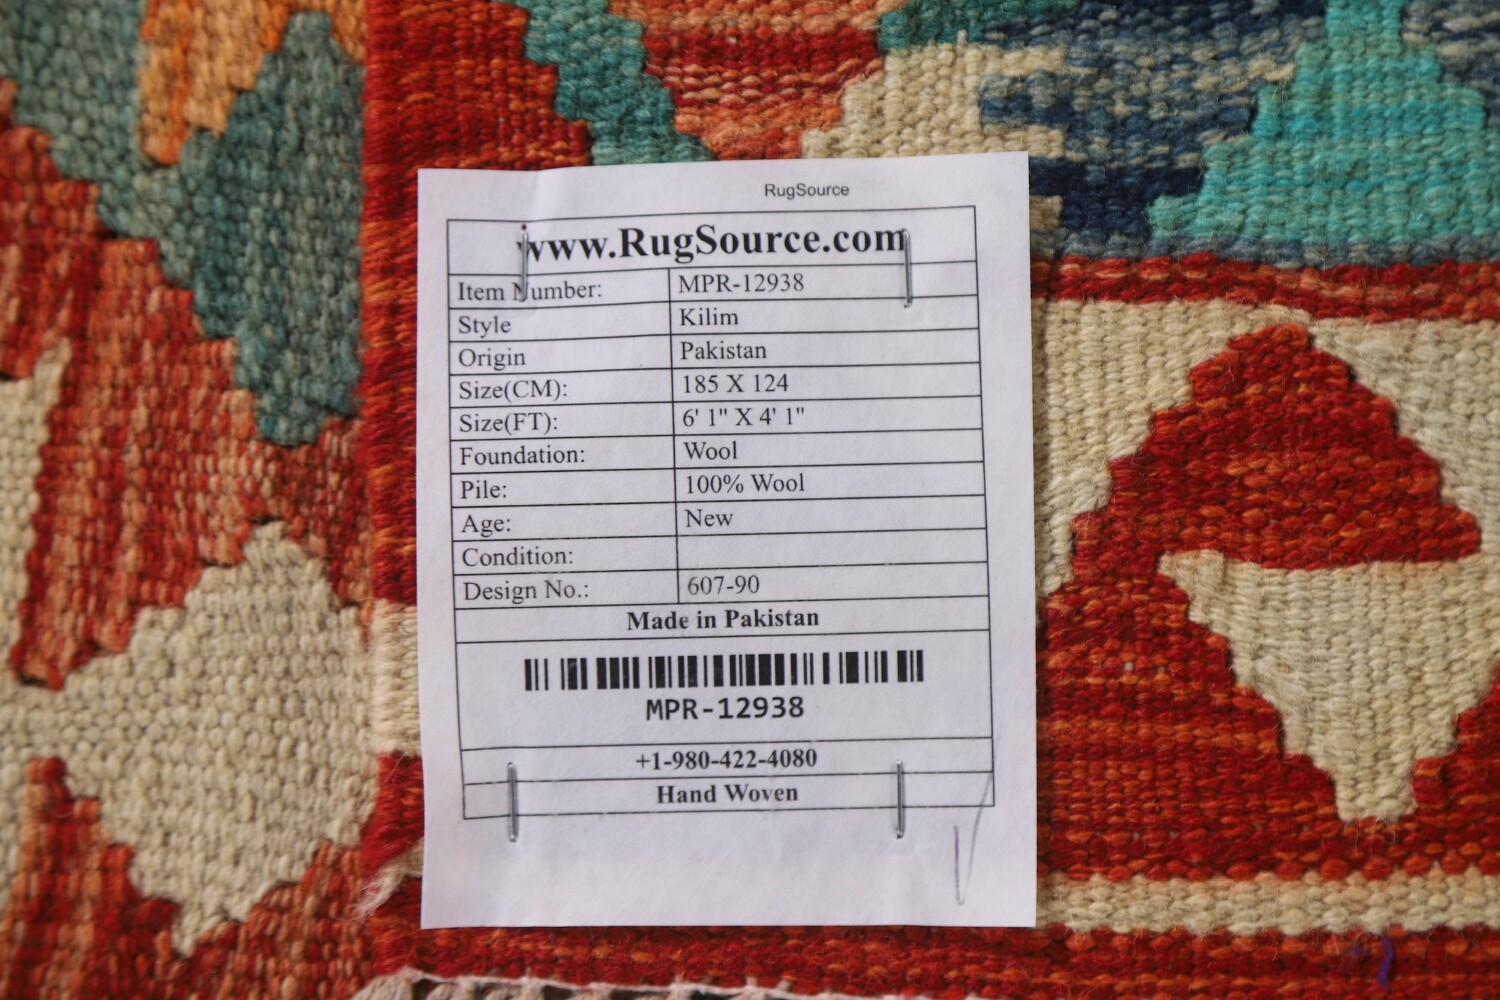 RugSource
www.RugSource.com
Item Number: MPR-12938
Style Kilim
Origin Pakistan
Size(CM): 185 X 124
Size(FT): 6' 1" X 4' 1"
Foundation: Wool
Pile: 100% Wool
Age: New
Condition:
Design No.: 607-90
Made in Pakistan
MPR-12938
+1-980-422-4080
Hand Woven